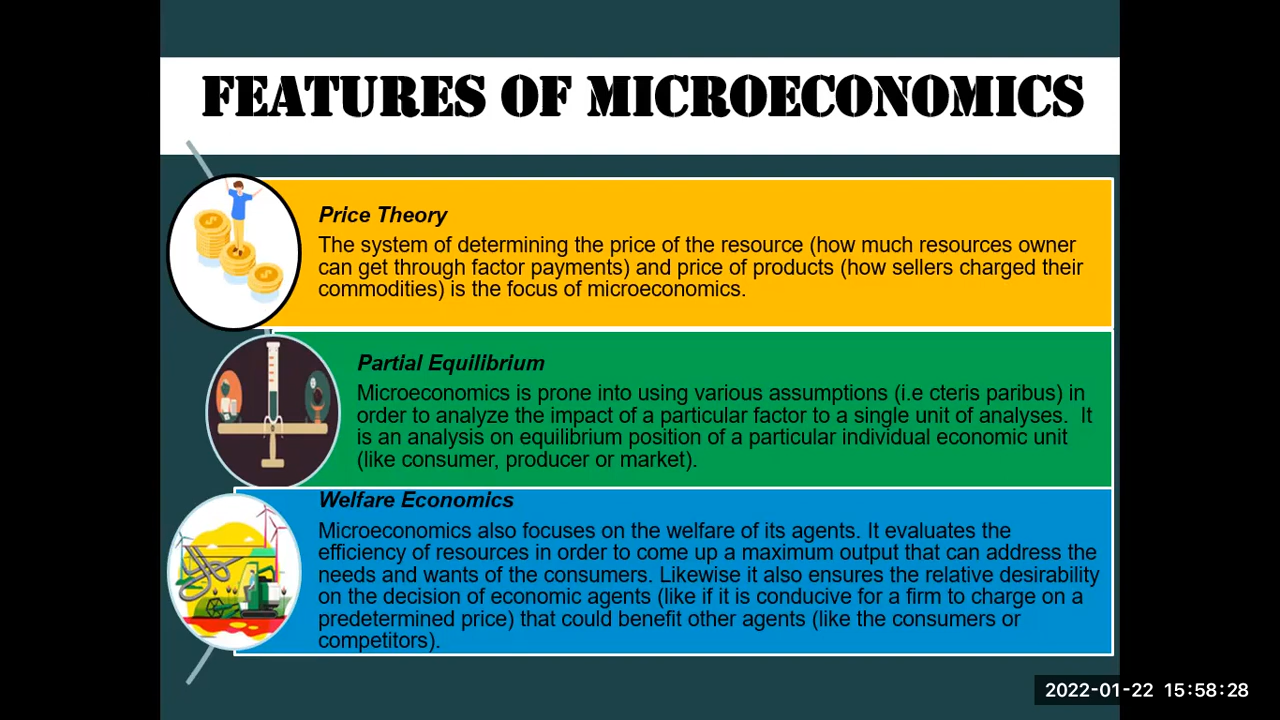 FEATURES OF MICROECONOMICS
Price Theory
The system of determining the price of the resource (how much resources owner
can get through factor payments) and price of products (how sellers charged their
commodities) is the focus of microeconomics.
Partial Equilibrium
Microeconomics is prone into using various assumptions (i.e cteris paribus) in
order to analyze the impact of a particular factor to a single unit of analyses. It
is an analysis on equilibrium position of a particular individual economic unit
(like consumer, producer or market).
Welfare Economics
Microeconomics also focuses on the welfare of its agents. It evaluates the
efficiency of resources in order to come up a maximum output that can address the
needs and wants of the consumers. Likewise it also ensures the relative desirability
on the decision of economic agents (like if it is conducive for a firm to charge on a
predetermined price) that could benefit other agents (like the consumers or
competitors).
2022-01-22 15:58:28